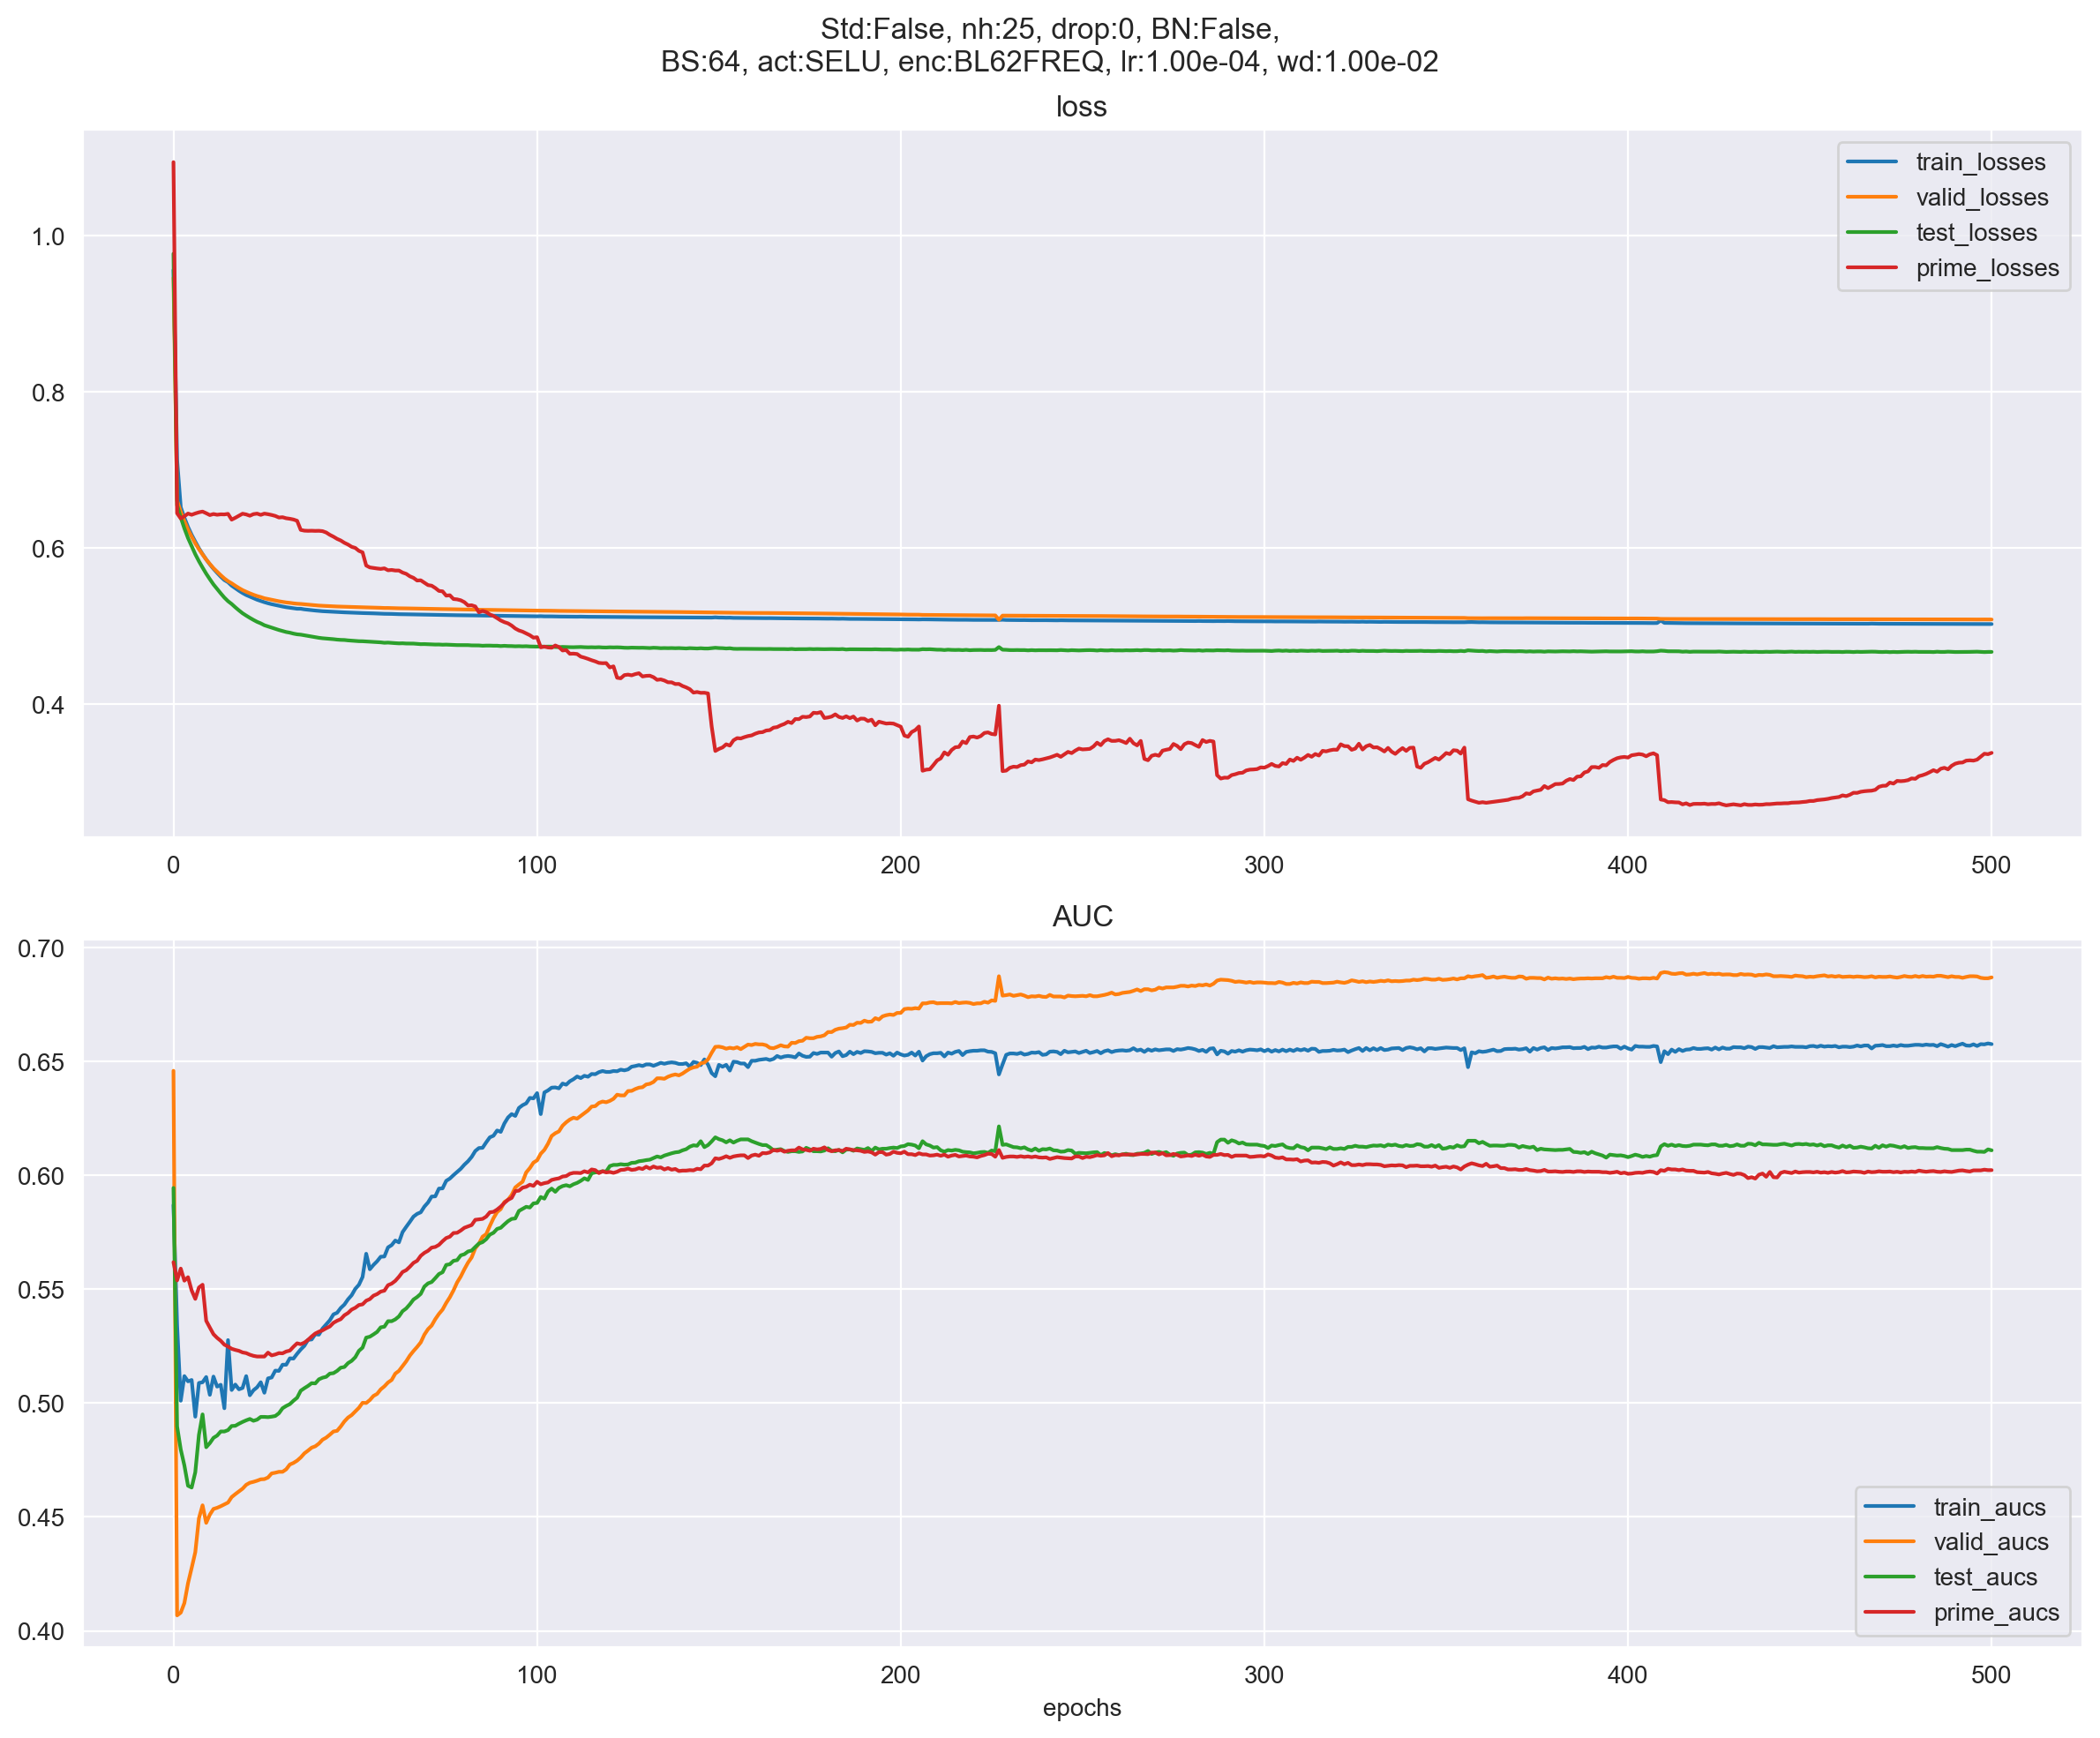 Std:False, nh:25, drop:0, BN:False,
BS:64, act:SELU, enc:BL62FREQ, lr:1.00e-04, wd:1.00e-02
loss
train_losses
valid_losses
test_losses
prime_losses
1.0
0.8
0.6
0.4
0 100 200 300 400 500
AUC
0.70
0.65
0.60
0.55
0.50
0.45
0.40
train_aucs
valid_aucs
test_aucs
prime_aucs
0 100 200 300 400 500
epochs